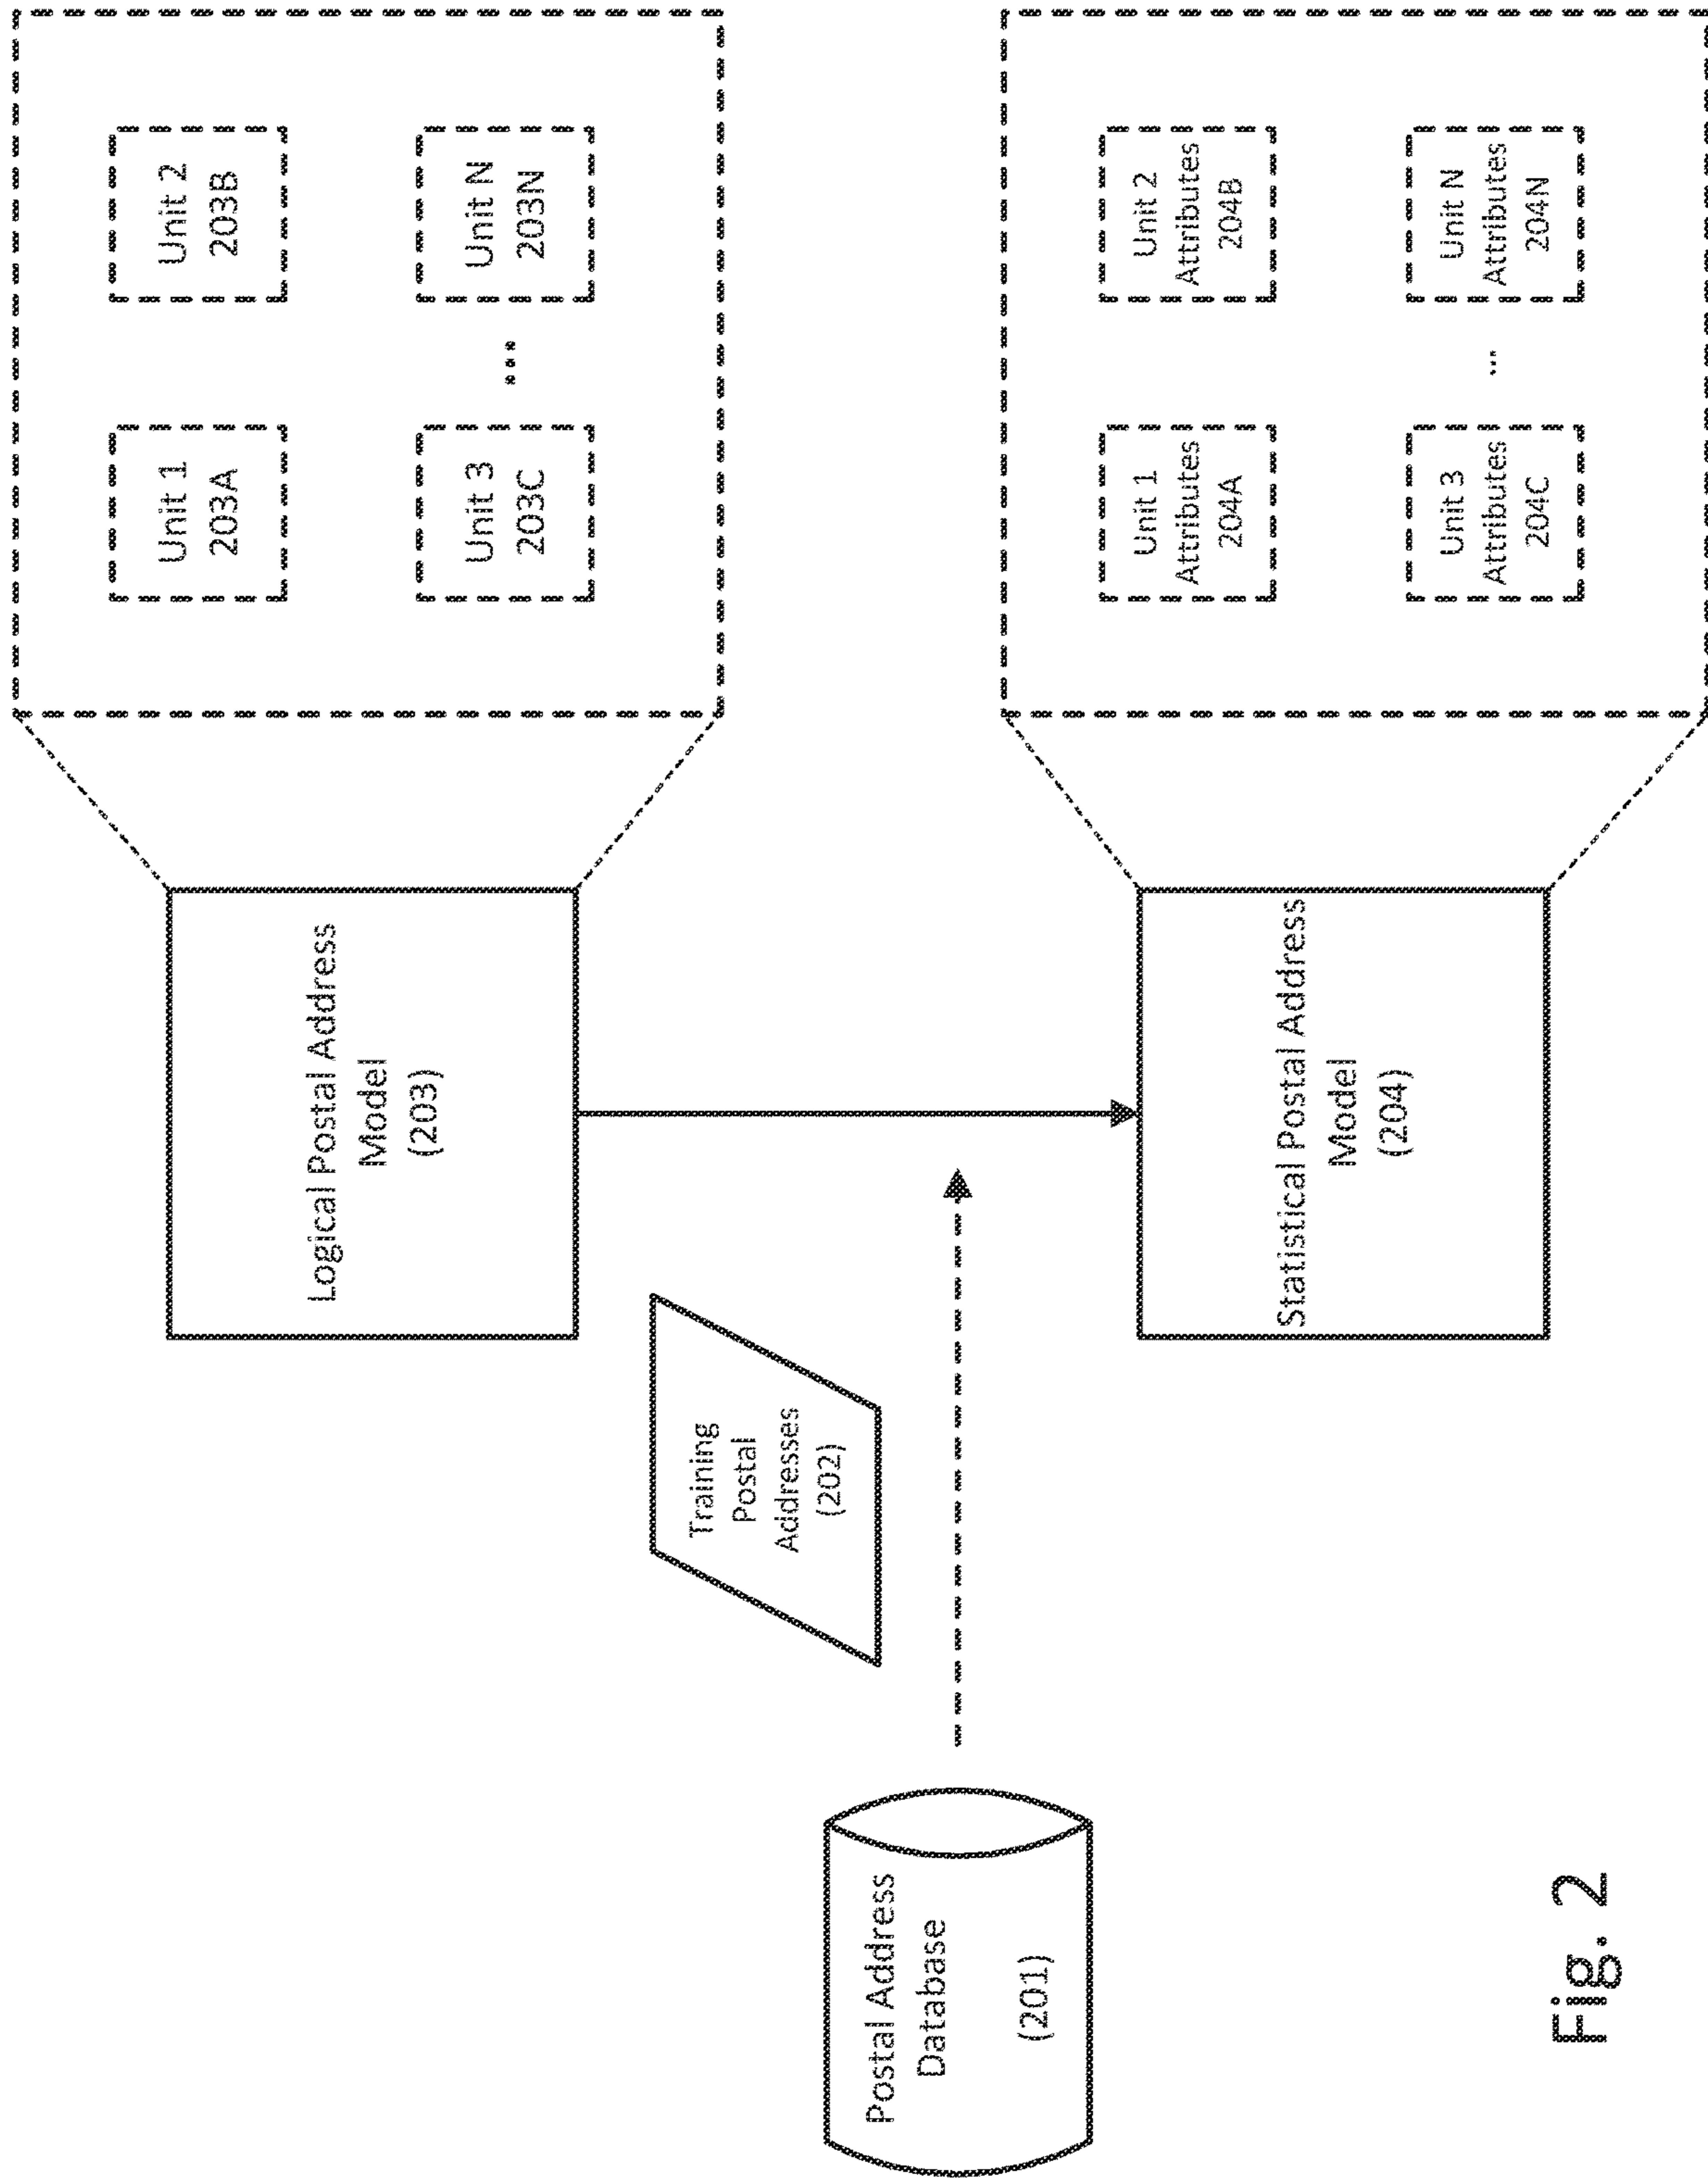 Logical Postal Address
Model
(203)
Unit 1
203A
Unit 2
203B
Unit 3
203C
...
Unit N
203N
Training
Postal
Addresses
(202)
Postal Address
Database
(201)
Statistical Postal Address
Model
(204)
Unit 1
Attributes
204A
Unit 2
Attributes
204B
Unit 3
Attributes
204C
...
Unit N
Attributes
204N
Fig. 2